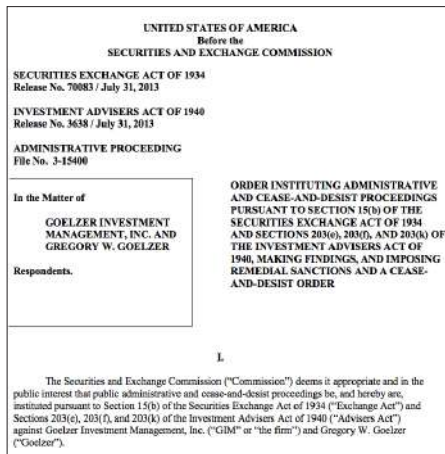 UNITED STATES OF AMERICA
Before the
SECURITIES AND EXCHANGE COMMISSION
SECURITIES EXCHANGE ACT OF 1934
Release No. 70083 / July 31, 2013
INVESTMENT ADVISERS ACT OF 1940
Release No. 3638 / July 31, 2013
ADMINISTRATIVE PROCEEDING
File No. 3-15400
In the Matter of
GOELZER INVESTMENT
MANAGEMENT, INC. AND
GREGORY W. GOELZER
Respondents.
ORDER INSTITUTING ADMINISTRATIVE
AND CEASE-AND-DESIST PROCEEDINGS
PURSUANT TO SECTION 15(b) OF THE
SECURITIES EXCHANGE ACT OF 1934
AND SECTIONS 203(e), 203(f), AND 203(k) OF
THE INVESTMENT ADVISERS ACT OF
1940, MAKING FINDINGS, AND IMPOSING
REMEDIAL SANCTIONS AND A CEASE-
AND-DESIST ORDER
I.
The Securities and Exchange Commission ("Commission") deems it appropriate and in the
public interest that public administrative and cease-and-desist proceedings be, and hereby are,
instituted pursuant to Section 15(b) of the Securities Exchange Act of 1934 ("Exchange Act") and
Sections 203(e), 203(f), and 203(k) of the Investment Advisers Act of 1940 ("Advisers Act")
against Goelzer Investment Management, Inc. ("GIM" or "the firm") and Gregory W. Goelzer
("Goelzer").